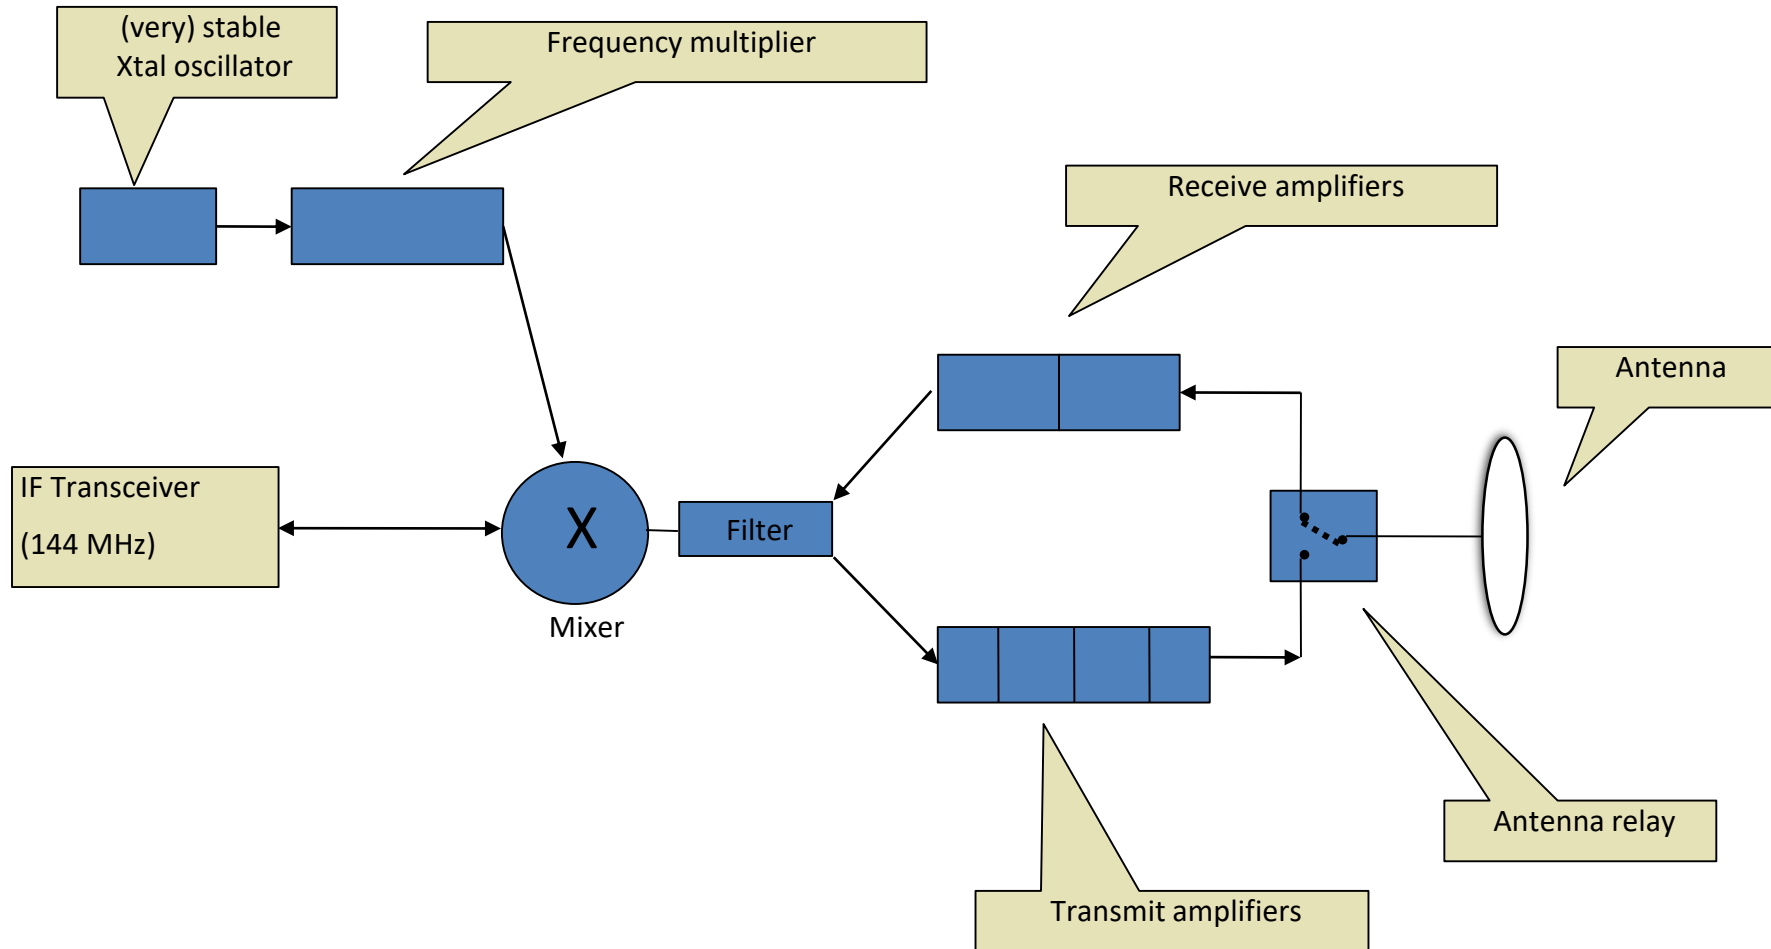 (very) stable
Xtal oscillator
Frequency multiplier
Receive amplifiers
Antenna
IF Transceiver
(144 MHz)
X
Filter
Mixer
Antenna relay
Transmit amplifiers